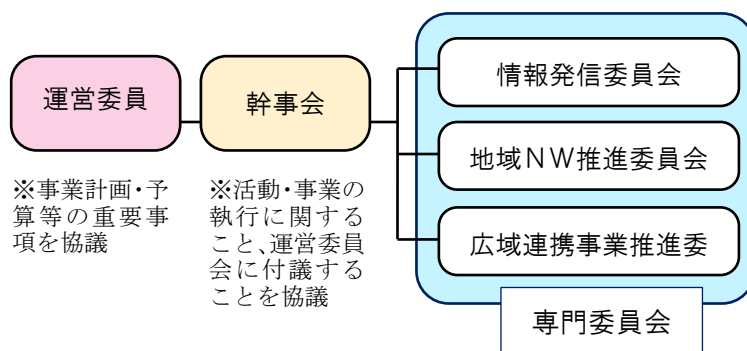 運営委員
※事業計画・予
算等の重要事
項を協議
幹事会
※活動・事業の
執行に関する
こと、運営委員
会に付議する
ことを協議
情報発信委員会
地域ＮＷ推進委員会
広域連携事業推進委
専門委員会